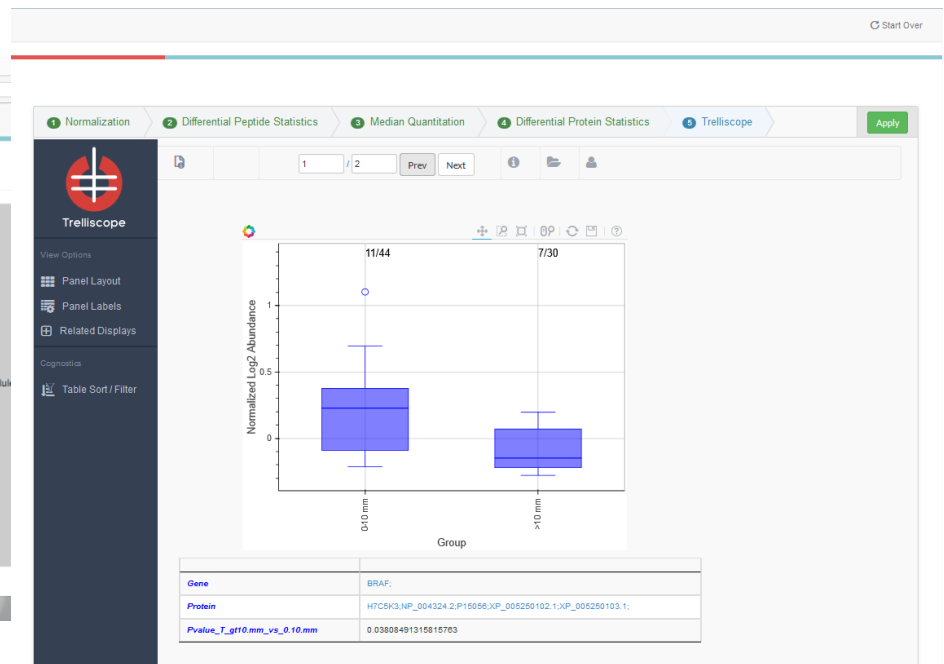 Start Over
1 Normalization 2 Differential Peptide Statistics 3 Median Quantitation 4 Differential Protein Statistics 5 Trelliscope Apply
1 / 2 Prev Next
Trelliscope
View Options
Panel Layout
Panel Labels
Related Displays
Cognostics
Table Sort / Filter
11/44 7/30
Normalized Log2 Abundance
1
0.5
0
0-10 mm >10 mm
Group
Gene BRAF;
Protein H7C5K3;NP_004324.2;P15056;XP_005250102.1;XP_005250103.1;
Pvalue_T_gt10.mm_vs_0.10.mm 0.03808491315815763